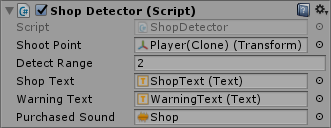 Shop Detector (Script)
Script ShopDetector
Shoot Point Player(Clone) (Transform)
Detect Range 2
Shop Text ShopText (Text)
Warning Text WarningText (Text)
Purchased Sound Shop